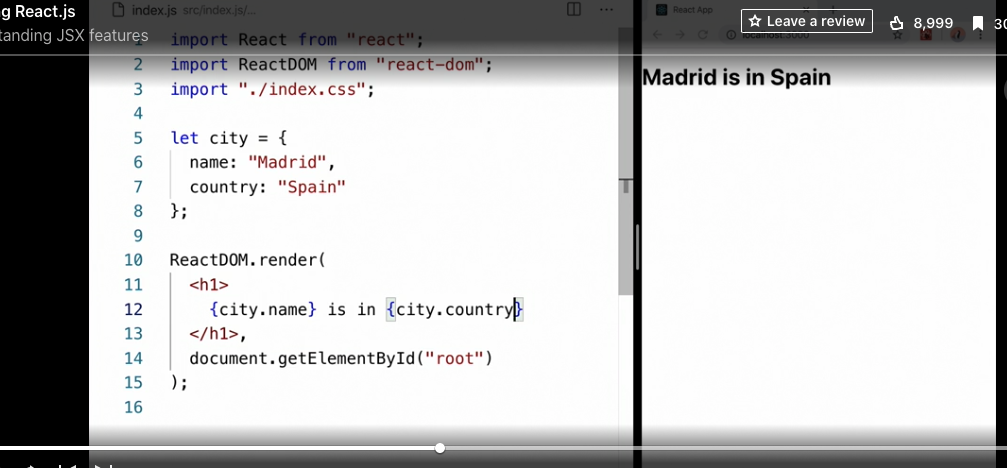 g React.js
tanding JSX features
index.js src/index.js/...
React App
localhost:3000
Leave a review
8,999
30
1 import React from "react";
2 import ReactDOM from "react-dom";
3 import "./index.css";
4
5 let city = {
6 name: "Madrid",
7 country: "Spain"
8 };
9
10 ReactDOM.render(
11 <h1>
12 {city.name} is in {city.country}
13 </h1>,
14 document.getElementById("root")
15 );
16
Madrid is in Spain